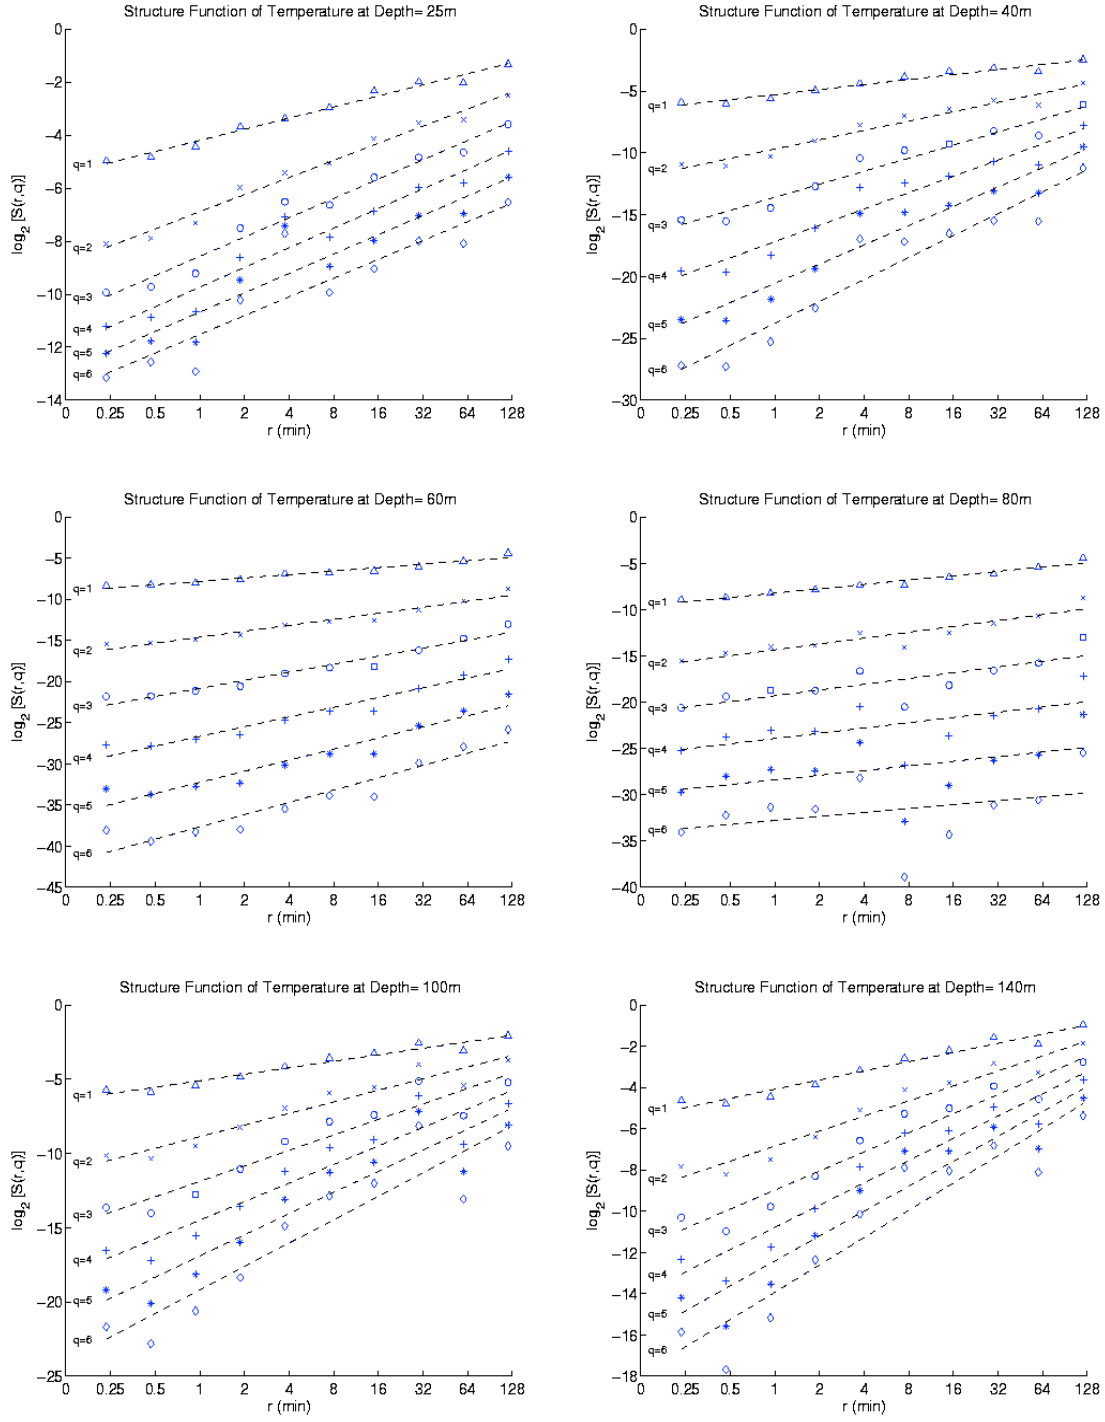 Structure Function of Temperature at Depth= 25m
0
−2
−4
−6
−8
−10
−12
−14
log2 [S(r,q)]
q=1
q=2
q=3
q=4
q=5
q=6
0 0.25 0.5 1 2 4 8 16 32 64 128
r (min)
Structure Function of Temperature at Depth= 40m
0
−5
−10
−15
−20
−25
−30
log2 [S(r,q)]
q=1
q=2
q=3
q=4
q=5
q=6
0 0.25 0.5 1 2 4 8 16 32 64 128
r (min)
Structure Function of Temperature at Depth= 60m
0
−5
−10
−15
−20
−25
−30
−35
−40
−45
log2 [S(r,q)]
q=1
q=2
q=3
q=4
q=5
q=6
0 0.25 0.5 1 2 4 8 16 32 64 128
r (min)
Structure Function of Temperature at Depth= 80m
0
−5
−10
−15
−20
−25
−30
−35
−40
log2 [S(r,q)]
q=1
q=2
q=3
q=4
q=5
q=6
0 0.25 0.5 1 2 4 8 16 32 64 128
r (min)
Structure Function of Temperature at Depth= 100m
0
−5
−10
−15
−20
−25
log2 [S(r,q)]
q=1
q=2
q=3
q=4
q=5
q=6
0 0.25 0.5 1 2 4 8 16 32 64 128
r (min)
Structure Function of Temperature at Depth= 140m
0
−2
−4
−6
−8
−10
−12
−14
−16
−18
log2 [S(r,q)]
q=1
q=2
q=3
q=4
q=5
q=6
0 0.25 0.5 1 2 4 8 16 32 64 128
r (min)